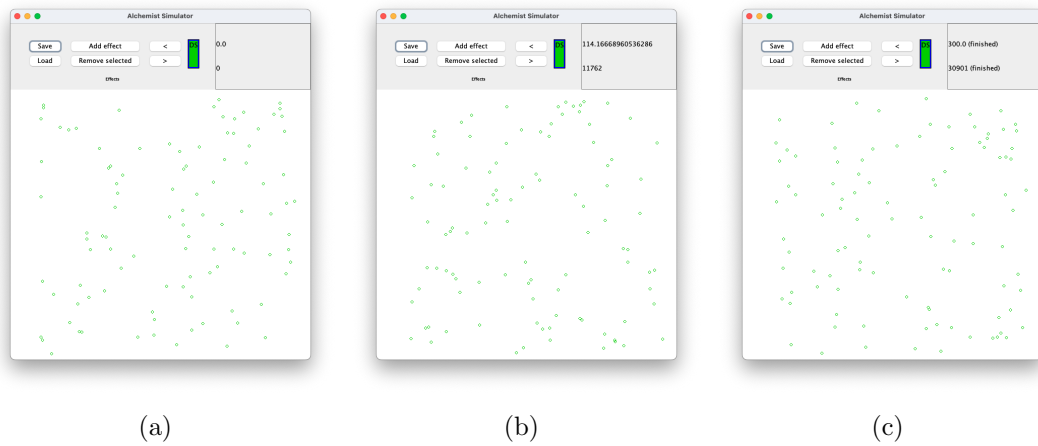 Alchemist Simulator
Save Add effect < DS 0.0
Load Remove selected > 0
Effects
(a)
Alchemist Simulator
Save Add effect < DS 114.16668960536286
Load Remove selected > 11762
Effects
(b)
Alchemist Simulator
Save Add effect < DS 300.0 (finished)
Load Remove selected > 30901 (finished)
Effects
(c)